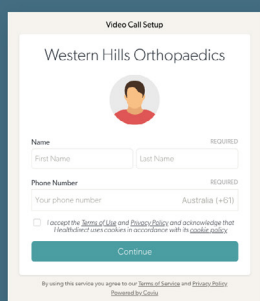 Video Call Setup
Western Hills Orthopaedics
Name REQUIRED
First Name Last Name
Phone Number REQUIRED
Your phone number Australia (+61)
I accept the Terms of Use and Privacy Policy and acknowledge that
Healthdirect uses cookies in accordance with its cookie policy
Continue
By using this service you agree to our Terms of Service and Privacy Policy
Powered by Coviu